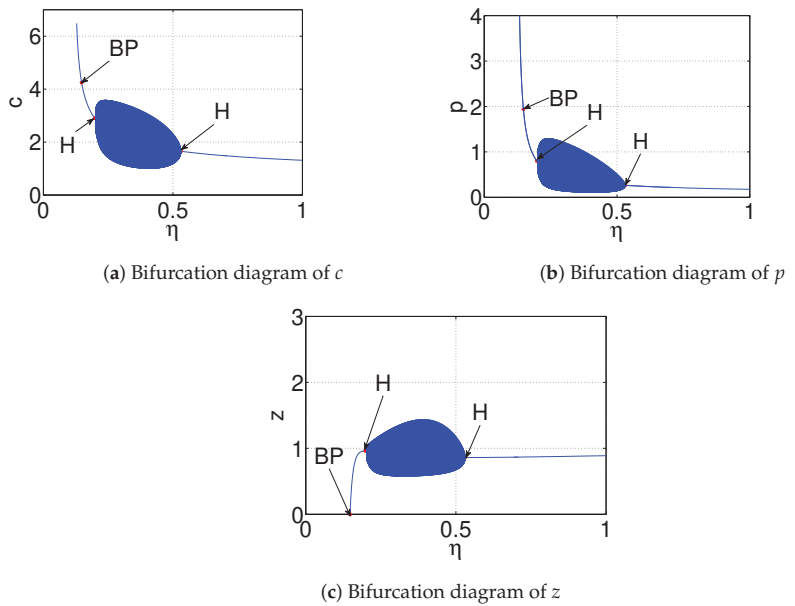 6
4
2
0
c
BP
H
H
0
0.5
1
η
(a) Bifurcation diagram of c
4
3
2
1
0
p
BP
H
H
0
0.5
1
η
(b) Bifurcation diagram of p
3
2
1
0
z
H
H
BP
0
0.5
1
η
(c) Bifurcation diagram of z